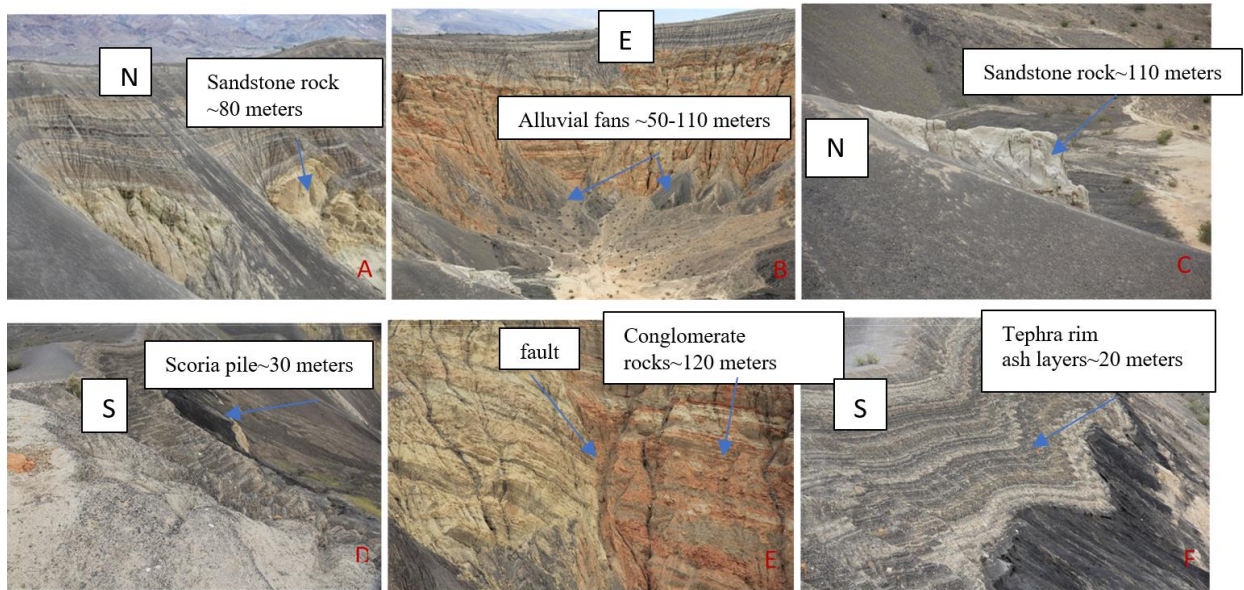 N
Sandstone rock
~80 meters
A
E
Alluvial fans ~50-110 meters
B
Sandstone rock~110 meters
N
C
Scoria pile~30 meters
S
D
fault
Conglomerate
rocks~120 meters
E
Tephra rim
ash layers~20 meters
S
F